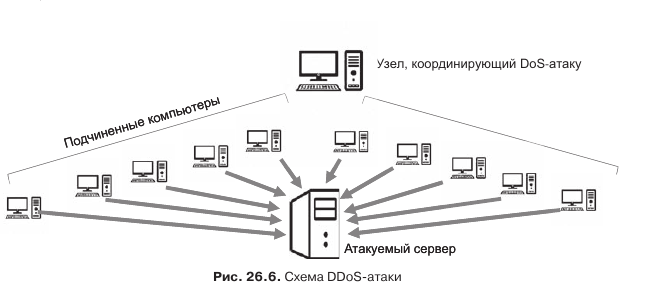 Узел, координирующий DoS-атаку
Подчиненные компьютеры
Атакуемый сервер
Рис. 26.6. Схема DDoS-атаки